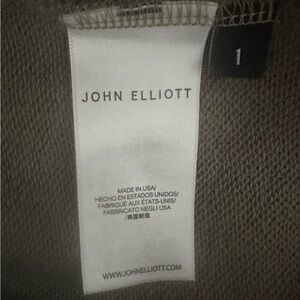 1
JOHN ELLIOTT
MADE IN USA/
HECHO EN ESTADOS UNIDOS/
FABRIQUÉ AUX ÉTATS-UNIS/
FABBRICATO NEGLI USA
WWW.JOHNELLIOTT.COM